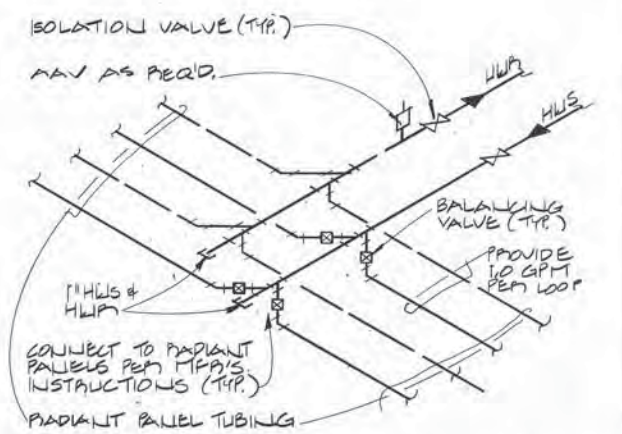 ISOLATION VALVE (TYP.)
AAV AS REQ'D.
HWR
HWS
BALANCING
VALVE (TYP.)
PROVIDE
1.0 GPM
PER LOOP
1" HWS &
HWR
CONNECT TO RADIANT
PANELS PER MFR'S.
INSTRUCTIONS (TYP.)
RADIANT PANEL TUBING